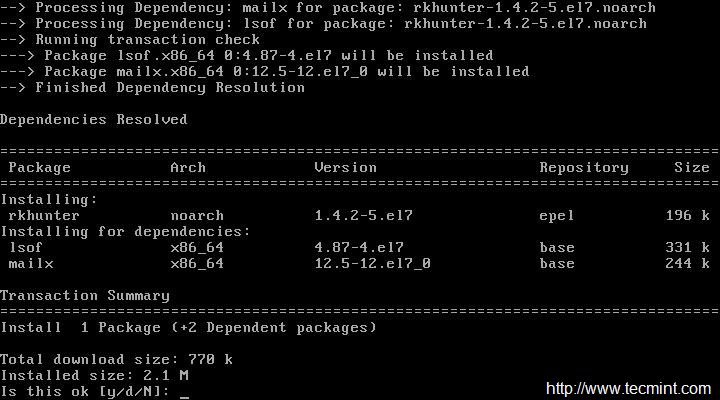 --> Processing Dependency: mailx for package: rkhunter-1.4.2-5.el7.noarch
--> Processing Dependency: lsof for package: rkhunter-1.4.2-5.el7.noarch
--> Running transaction check
---> Package lsof.x86_64 0:4.87-4.el7 will be installed
---> Package mailx.x86_64 0:12.5-12.el7_0 will be installed
--> Finished Dependency Resolution
Dependencies Resolved
================================================================================
Package Arch Version Repository Size
================================================================================
Installing:
rkhunter noarch 1.4.2-5.el7 epel 196 k
Installing for dependencies:
lsof x86_64 4.87-4.el7 base 331 k
mailx x86_64 12.5-12.el7_0 base 244 k
Transaction Summary
================================================================================
Install 1 Package (+2 Dependent packages)
Total download size: 770 k
Installed size: 2.1 M
Is this ok [y/d/N]: _
http://www.tecmint.com